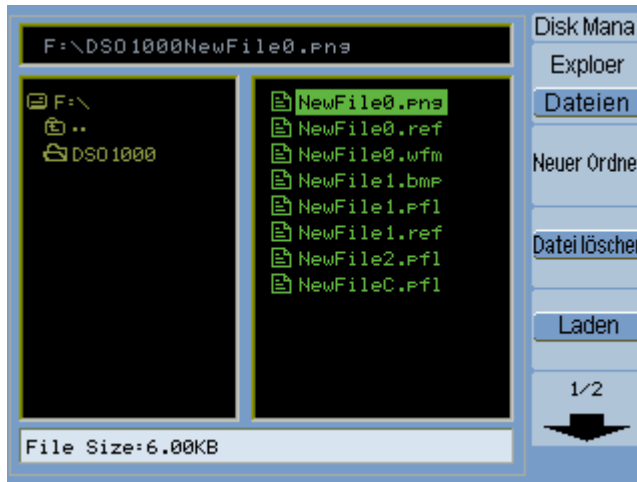 F:\DSO1000NewFile0.png
F:\
..
DSO1000
NewFile0.png
NewFile0.ref
NewFile0.wfm
NewFile1.bmp
NewFile1.pfl
NewFile1.ref
NewFile2.pfl
NewFileC.pfl
File Size:6.00KB
Disk Mana
Exploer
Dateien
Neuer Ordne
Datei lösche
Laden
1/2